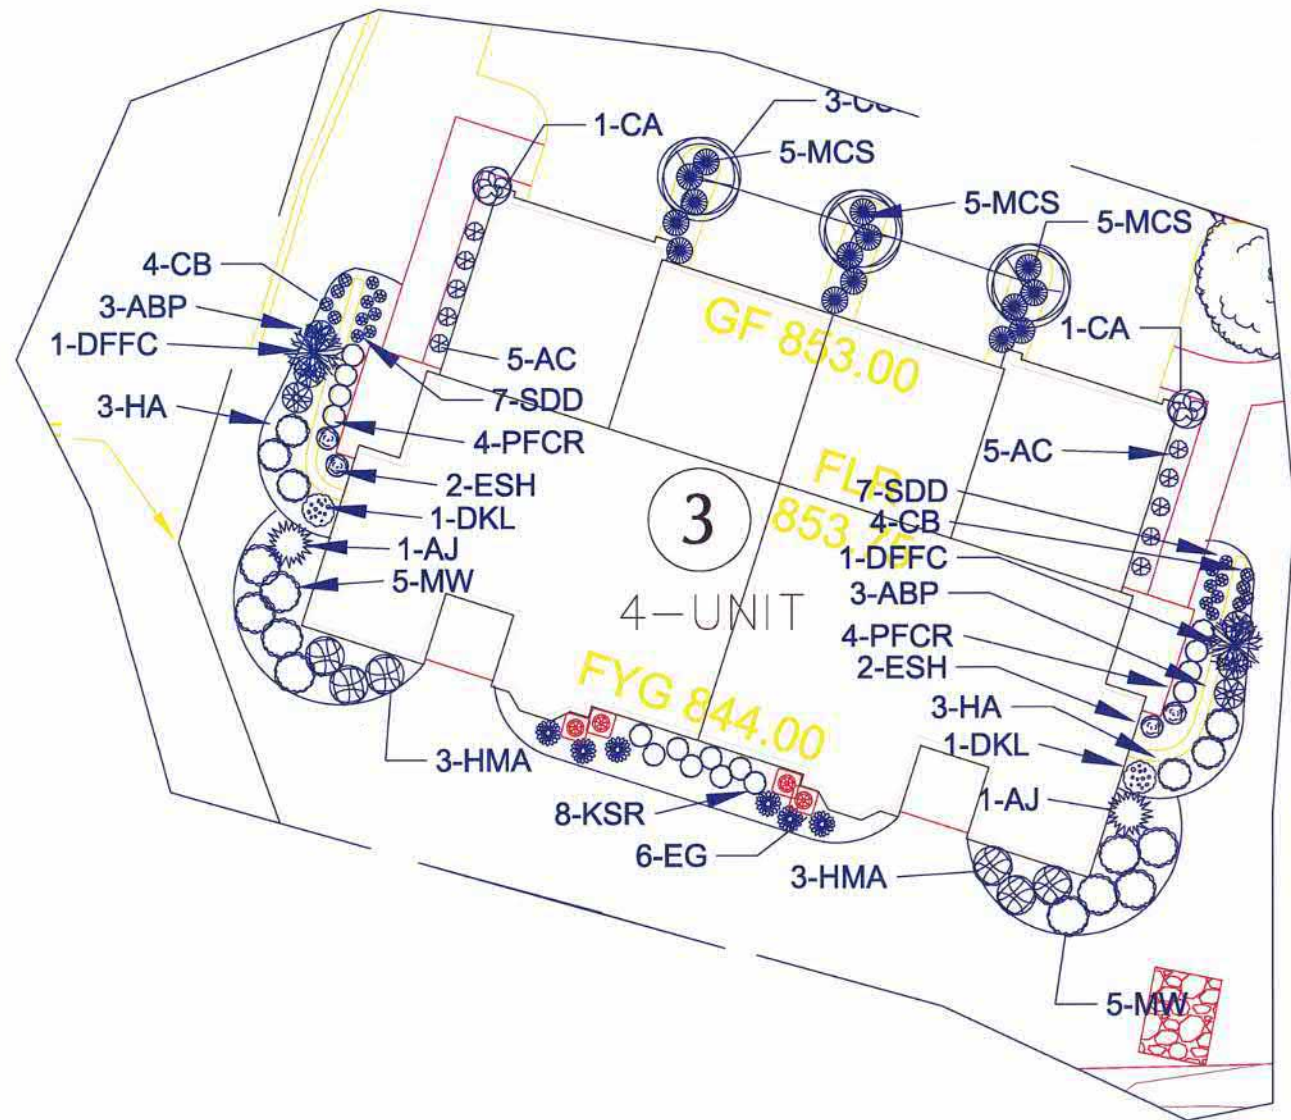 1-CA
5-MCS
5-MCS
5-MCS
4-CB
3-ABP
1-DFFC
3-HA
5-AC
7-SDD
4-PFCR
2-ESH
1-DKL
1-AJ
5-MW
GF 853.00
1-CA
5-AC
3
FLR
853.75
4-UNIT
7-SDD
4-CB
1-DFFC
3-ABP
4-PFCR
2-ESH
3-HA
1-DKL
1-AJ
FYG 844.00
3-HMA
8-KSR
6-EG
3-HMA
5-MW